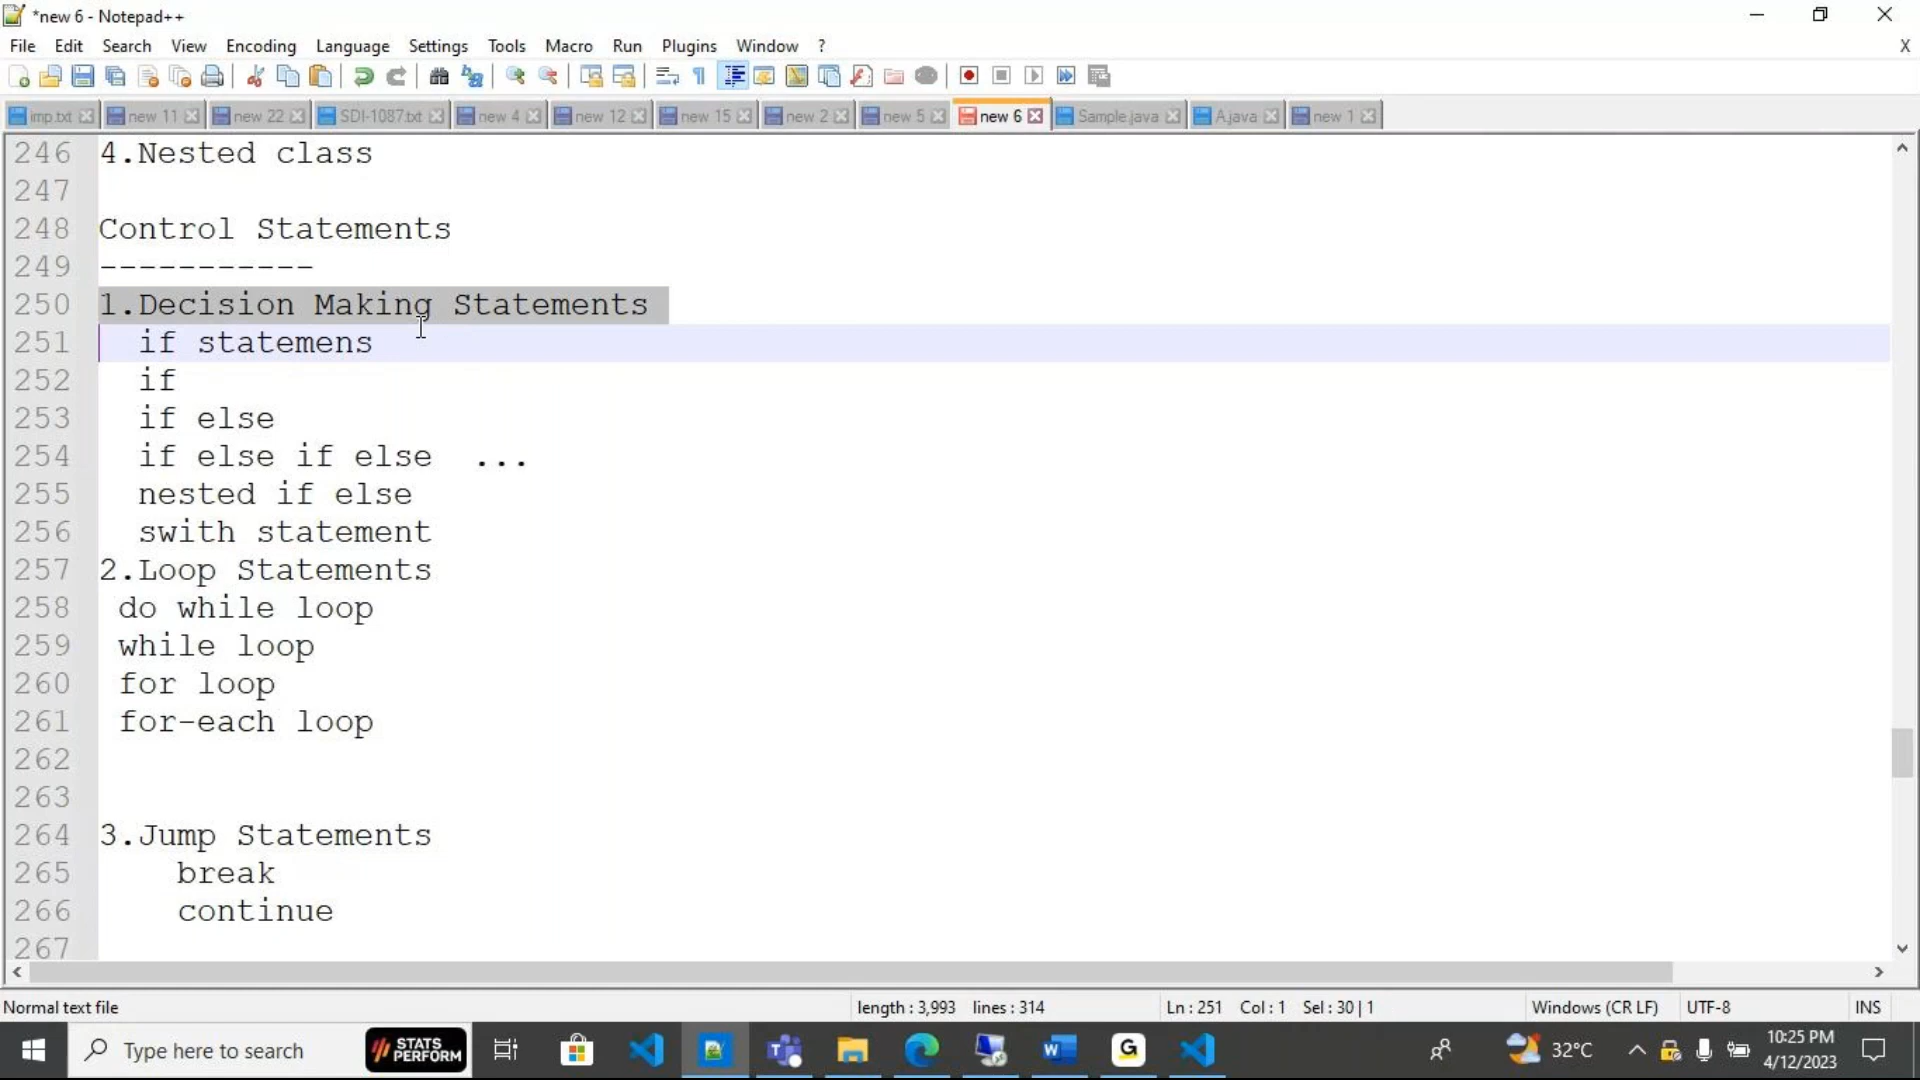 *new 6 - Notepad++
File Edit Search View Encoding Language Settings Tools Macro Run Plugins Window ? X
imp.txt new 11 new 22 SDI-1087.txt new 4 new 12 new 15 new 2 new 5 new 6 Sample.java A.java new 1
246 4.Nested class
247
248 Control Statements
249 -----------
250 1.Decision Making Statements
251 if statemens
252 if
253 if else
254 if else if else ...
255 nested if else
256 swith statement
257 2.Loop Statements
258 do while loop
259 while loop
260 for loop
261 for-each loop
262
263
264 3.Jump Statements
265 break
266 continue
267
Normal text file length : 3,993 lines : 314 Ln : 251 Col : 1 Sel : 30 | 1 Windows (CR LF) UTF-8 INS
Type here to search STATS PERFORM 32°C 10:25 PM
4/12/2023